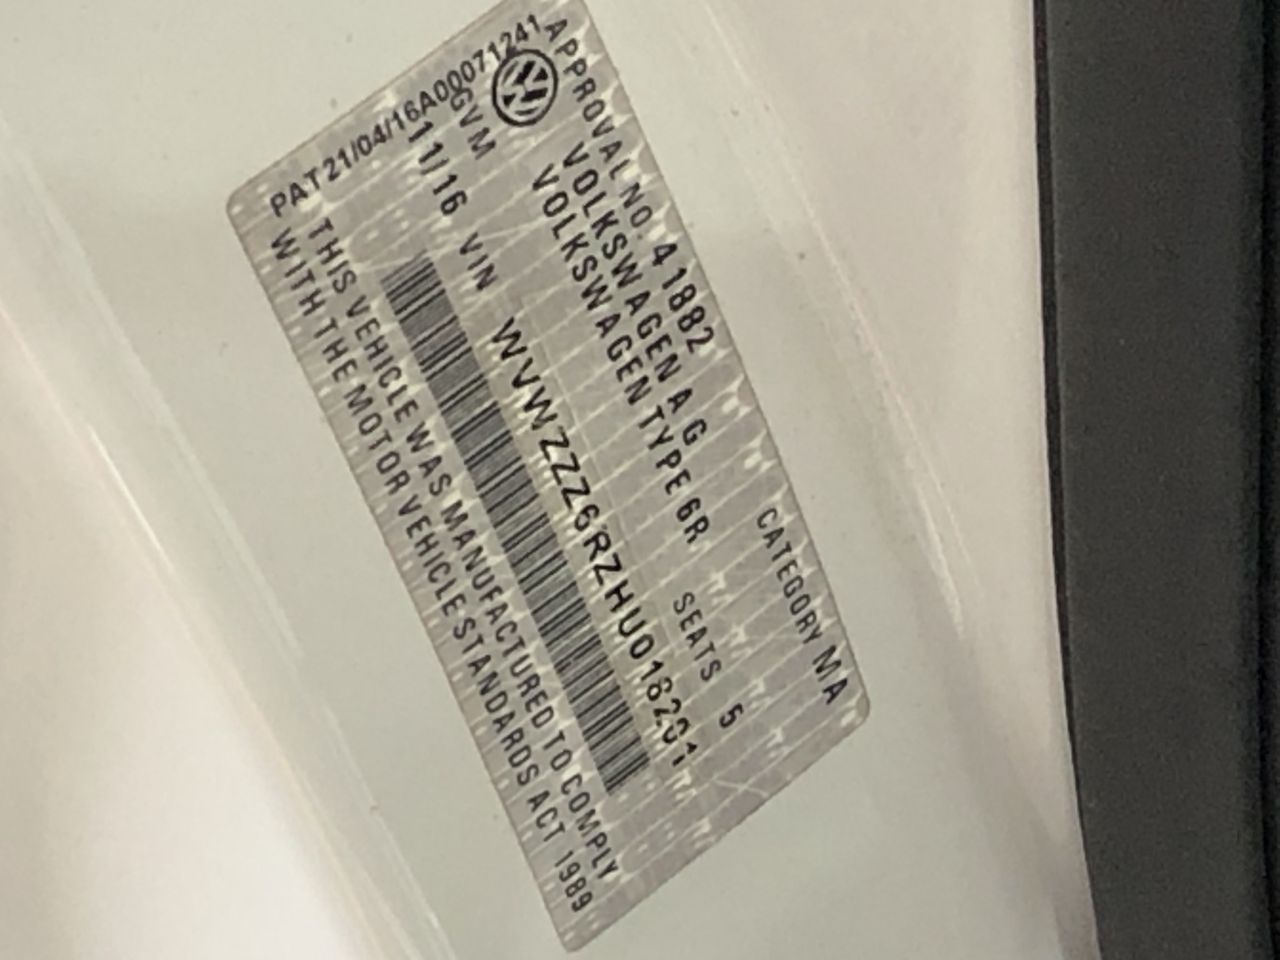 APPROVAL NO. 41882 CATEGORY MA
VOLKSWAGEN A G
VOLKSWAGEN TYPE 6R SEATS 5
GVM
11/16 VIN WVWZZZ6RZHU018201
THIS VEHICLE WAS MANUFACTURED TO COMPLY
WITH THE MOTOR VEHICLE STANDARDS ACT 1989
PAT21/04/16A00071241